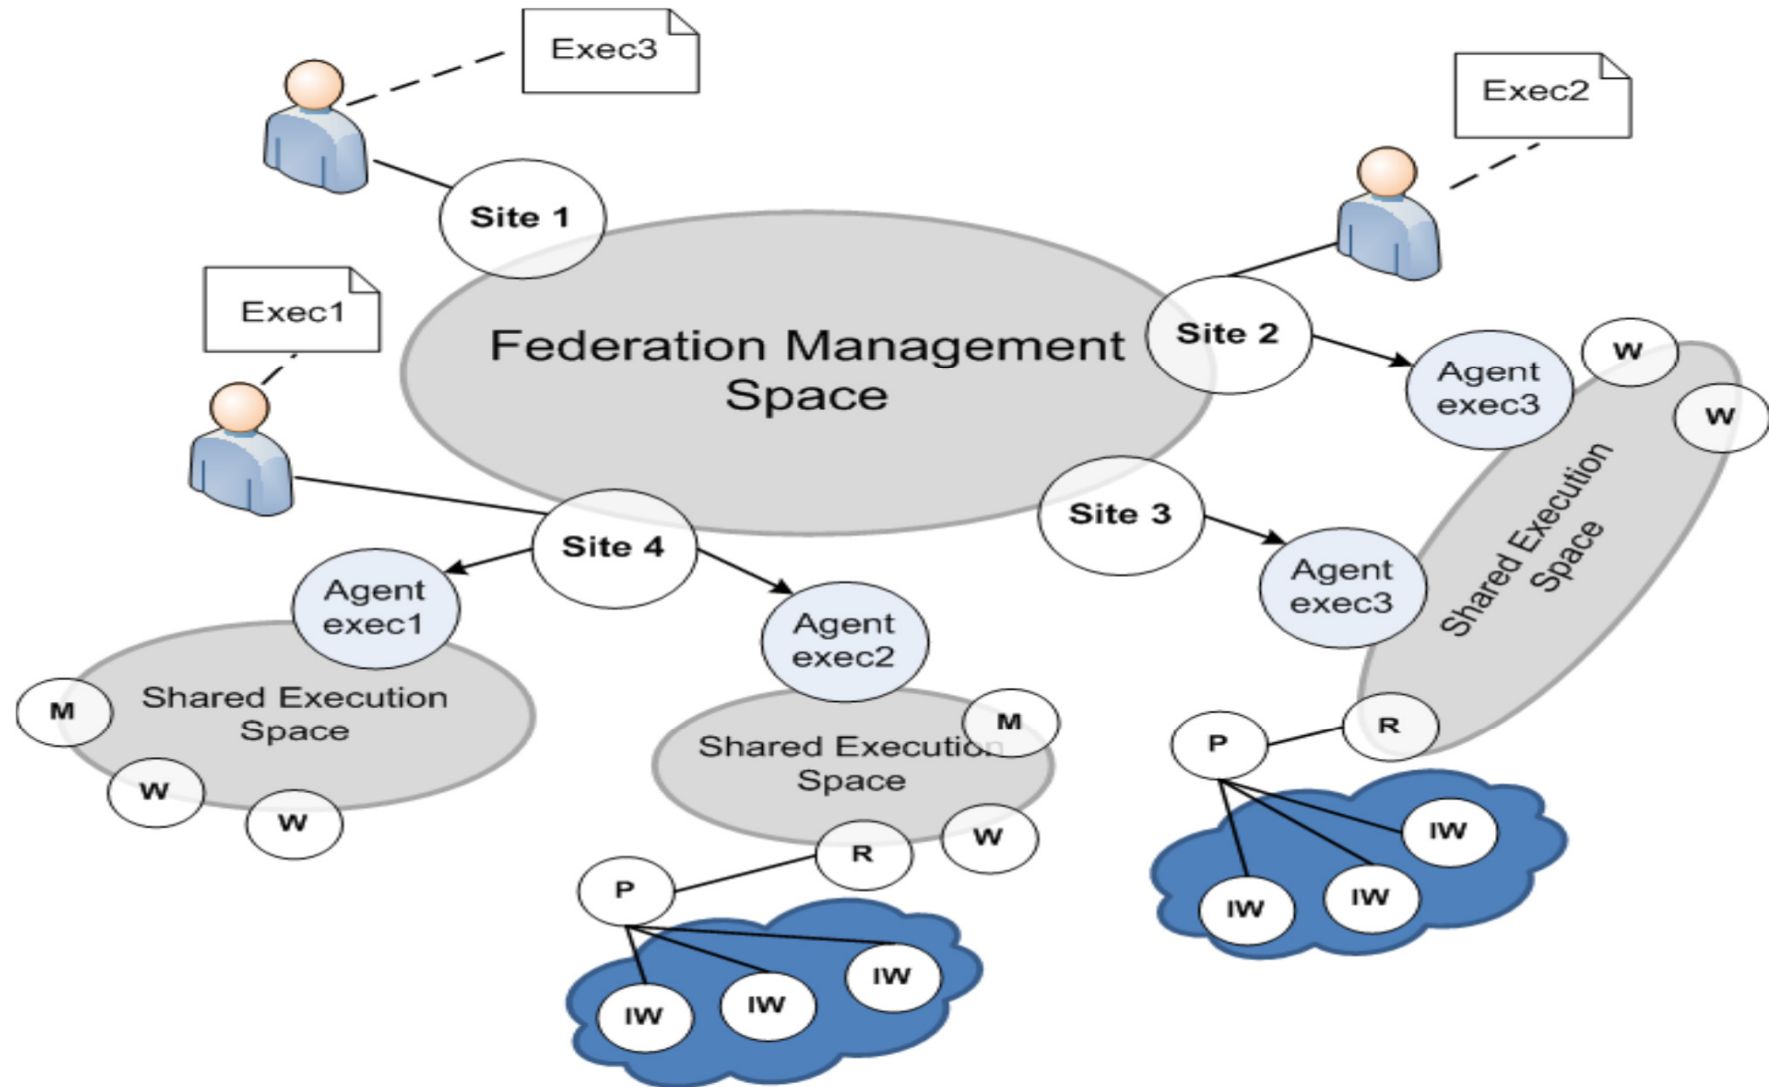 Exec3
Exec2
Site 1
Exec1
Federation Management
Space
Site 2
Agent
exec3
W
W
Site 3
Site 4
Agent
exec3
Shared Execution
Space
Agent
exec1
Agent
exec2
Shared Execution
Space
M
W
W
Shared Execution
Space
M
W
R
P
IW
IW
IW
R
P
IW
IW
IW